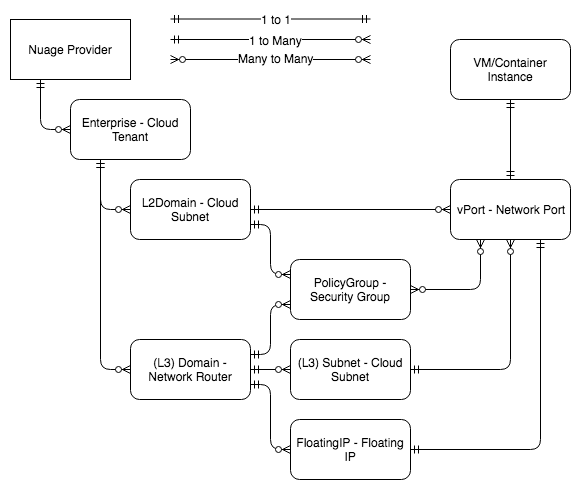 1 to 1
Nuage Provider
1 to Many
Many to Many
VM/Container
Instance
Enterprise - Cloud
Tenant
L2Domain - Cloud
Subnet
vPort - Network Port
PolicyGroup -
Security Group
(L3) Domain -
Network Router
(L3) Subnet - Cloud
Subnet
FloatingIP - Floating
IP